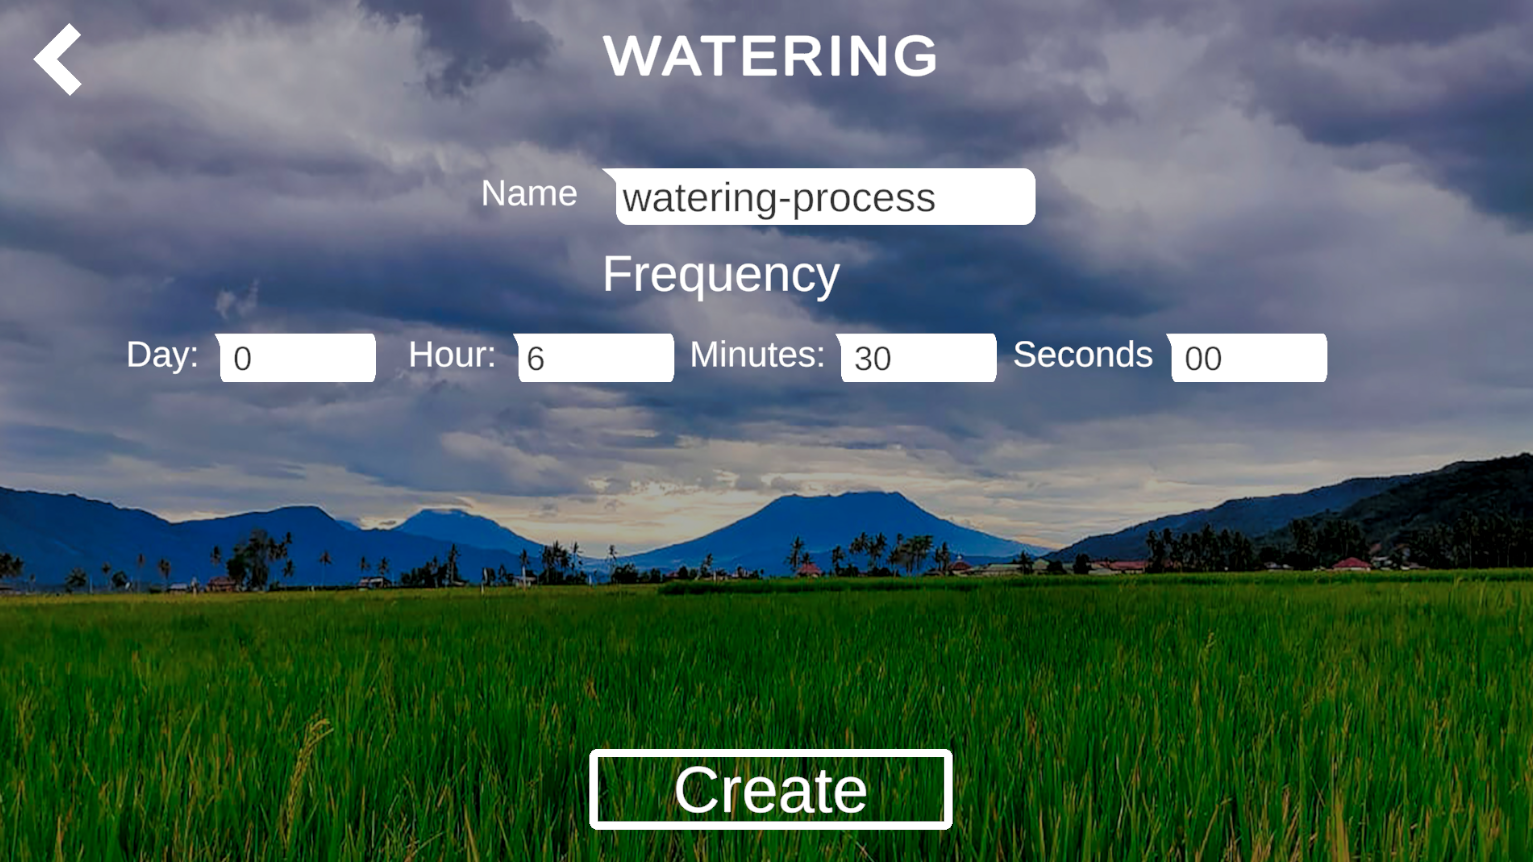 WATERING
Name watering-process
Frequency
Day: 0 Hour: 6 Minutes: 30 Seconds 00
Create